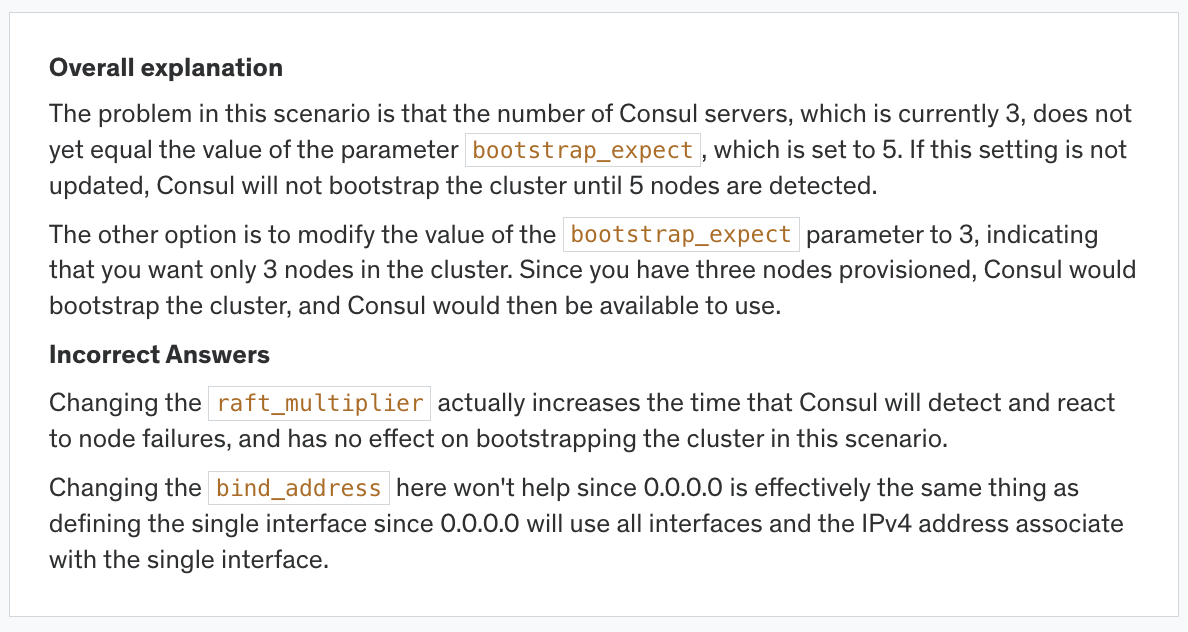 Overall explanation
The problem in this scenario is that the number of Consul servers, which is currently 3, does not
yet equal the value of the parameter bootstrap_expect, which is set to 5. If this setting is not
updated, Consul will not bootstrap the cluster until 5 nodes are detected.
The other option is to modify the value of the bootstrap_expect parameter to 3, indicating
that you want only 3 nodes in the cluster. Since you have three nodes provisioned, Consul would
bootstrap the cluster, and Consul would then be available to use.
Incorrect Answers
Changing the raft_multiplier actually increases the time that Consul will detect and react
to node failures, and has no effect on bootstrapping the cluster in this scenario.
Changing the bind_address here won't help since 0.0.0.0 is effectively the same thing as
defining the single interface since 0.0.0.0 will use all interfaces and the IPv4 address associate
with the single interface.